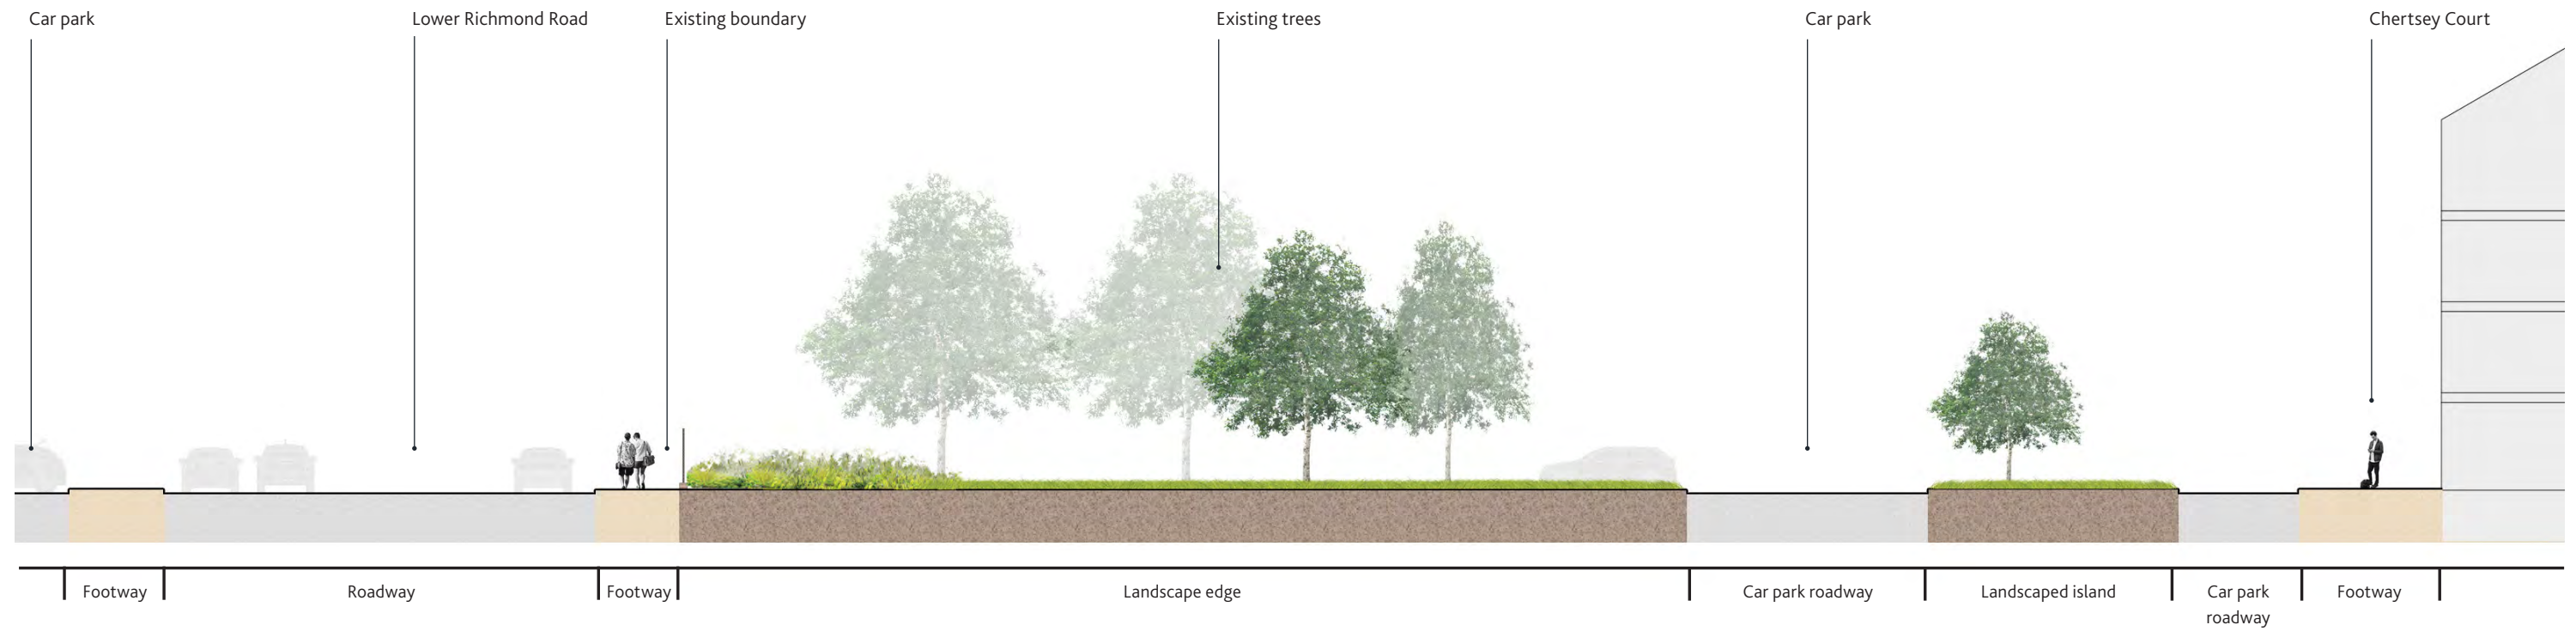 Car park
Lower Richmond Road
Existing boundary
Existing trees
Car park
Chertsey Court
Footway
Roadway
Footway
Landscape edge
Car park roadway
Landscaped island
Car park
roadway
Footway